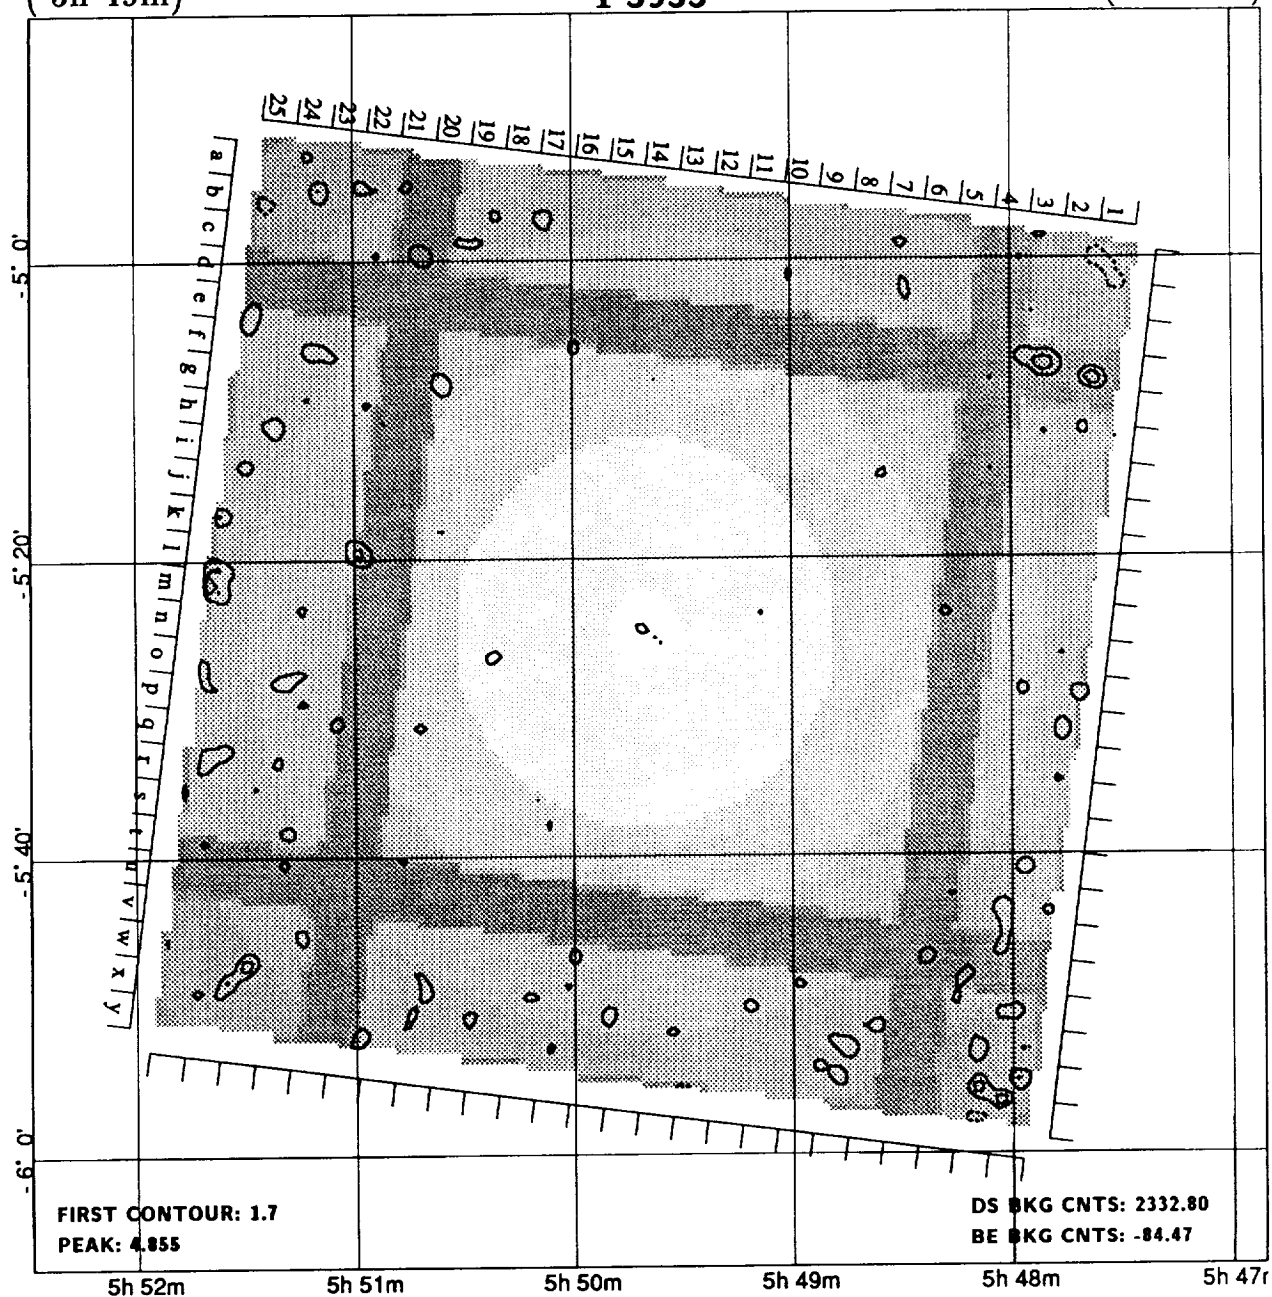 25 24 23 22 21 20 19 18 17 16 15 14 13 12 11 10 9 8 7 6 5 4 3 2 1
a b c d e f g h i j k l m n o p q r s t u v w x y
-5° 0'
-5° 20'
-5° 40'
-6° 0'
FIRST CONTOUR: 1.7
PEAK: 4.855
DS BKG CNTS: 2332.80
BE BKG CNTS: -84.47
5h 52m 5h 51m 5h 50m 5h 49m 5h 48m